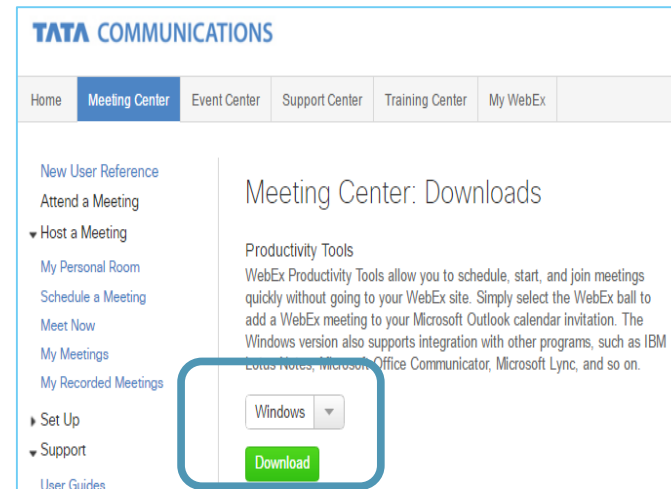 TATA COMMUNICATIONS
Home Meeting Center Event Center Support Center Training Center My WebEx
New User Reference
Attend a Meeting
Host a Meeting
My Personal Room
Schedule a Meeting
Meet Now
My Meetings
My Recorded Meetings
Set Up
Support
User Guides
Meeting Center: Downloads
Productivity Tools
WebEx Productivity Tools allow you to schedule, start, and join meetings
quickly without going to your WebEx site. Simply select the WebEx ball to
add a WebEx meeting to your Microsoft Outlook calendar invitation. The
Windows version also supports integration with other programs, such as IBM
Lotus Notes, Microsoft Office Communicator, Microsoft Lync, and so on.
Windows
Download